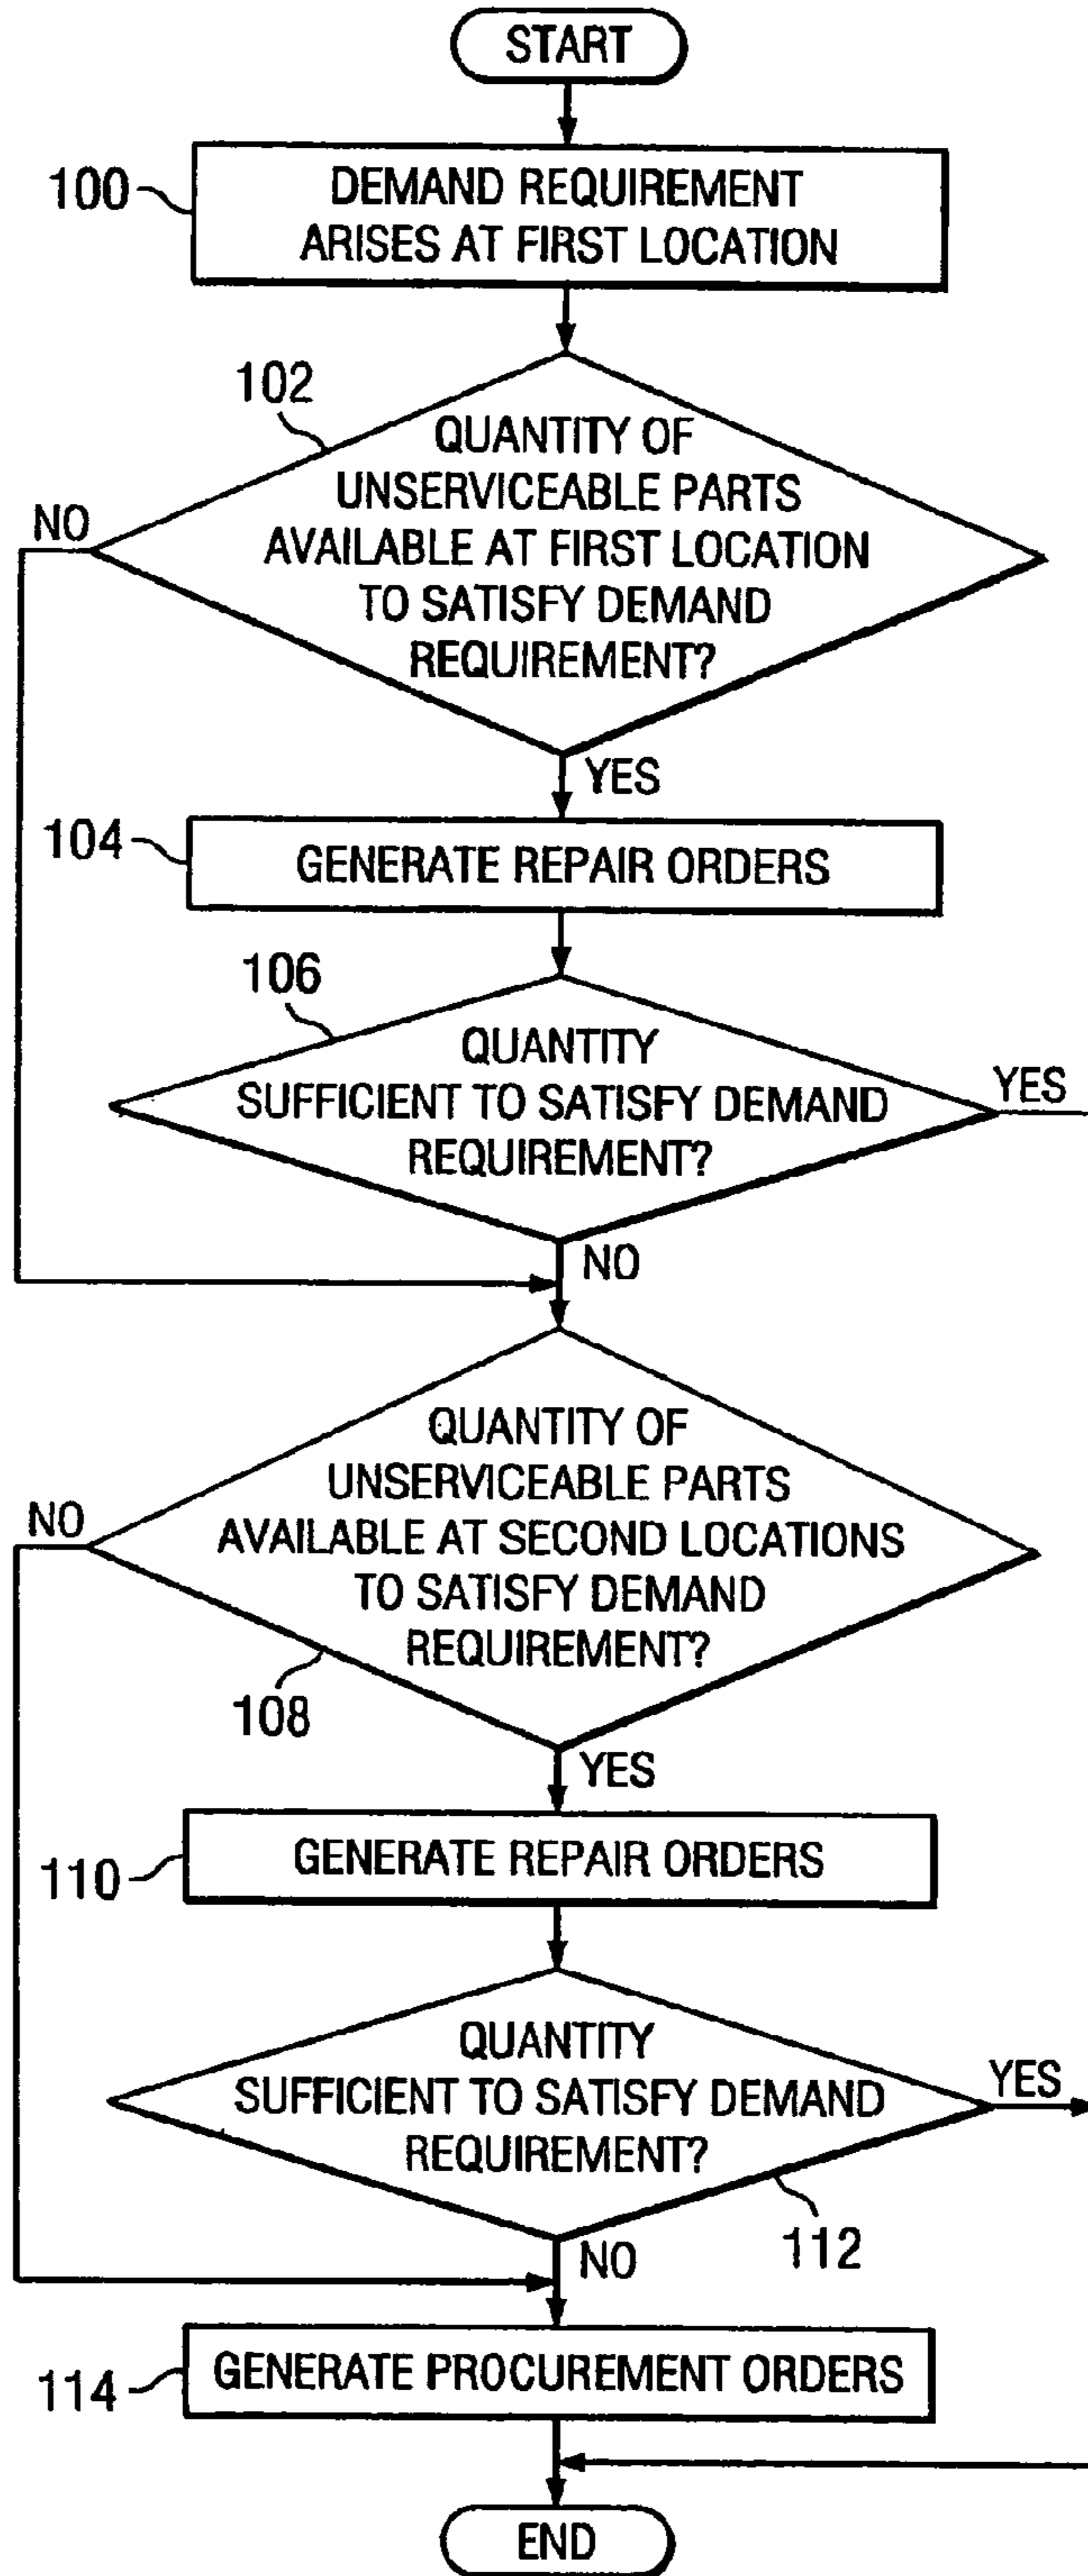 START
100
DEMAND REQUIREMENT
ARISES AT FIRST LOCATION
102
QUANTITY OF
UNSERVICEABLE PARTS
AVAILABLE AT FIRST LOCATION
TO SATISFY DEMAND
REQUIREMENT?
NO
YES
104
GENERATE REPAIR ORDERS
106
QUANTITY
SUFFICIENT TO SATISFY DEMAND
REQUIREMENT?
YES
NO
QUANTITY OF
UNSERVICEABLE PARTS
AVAILABLE AT SECOND LOCATIONS
TO SATISFY DEMAND
REQUIREMENT?
NO
108
YES
110
GENERATE REPAIR ORDERS
QUANTITY
SUFFICIENT TO SATISFY DEMAND
REQUIREMENT?
YES
112
NO
114
GENERATE PROCUREMENT ORDERS
END